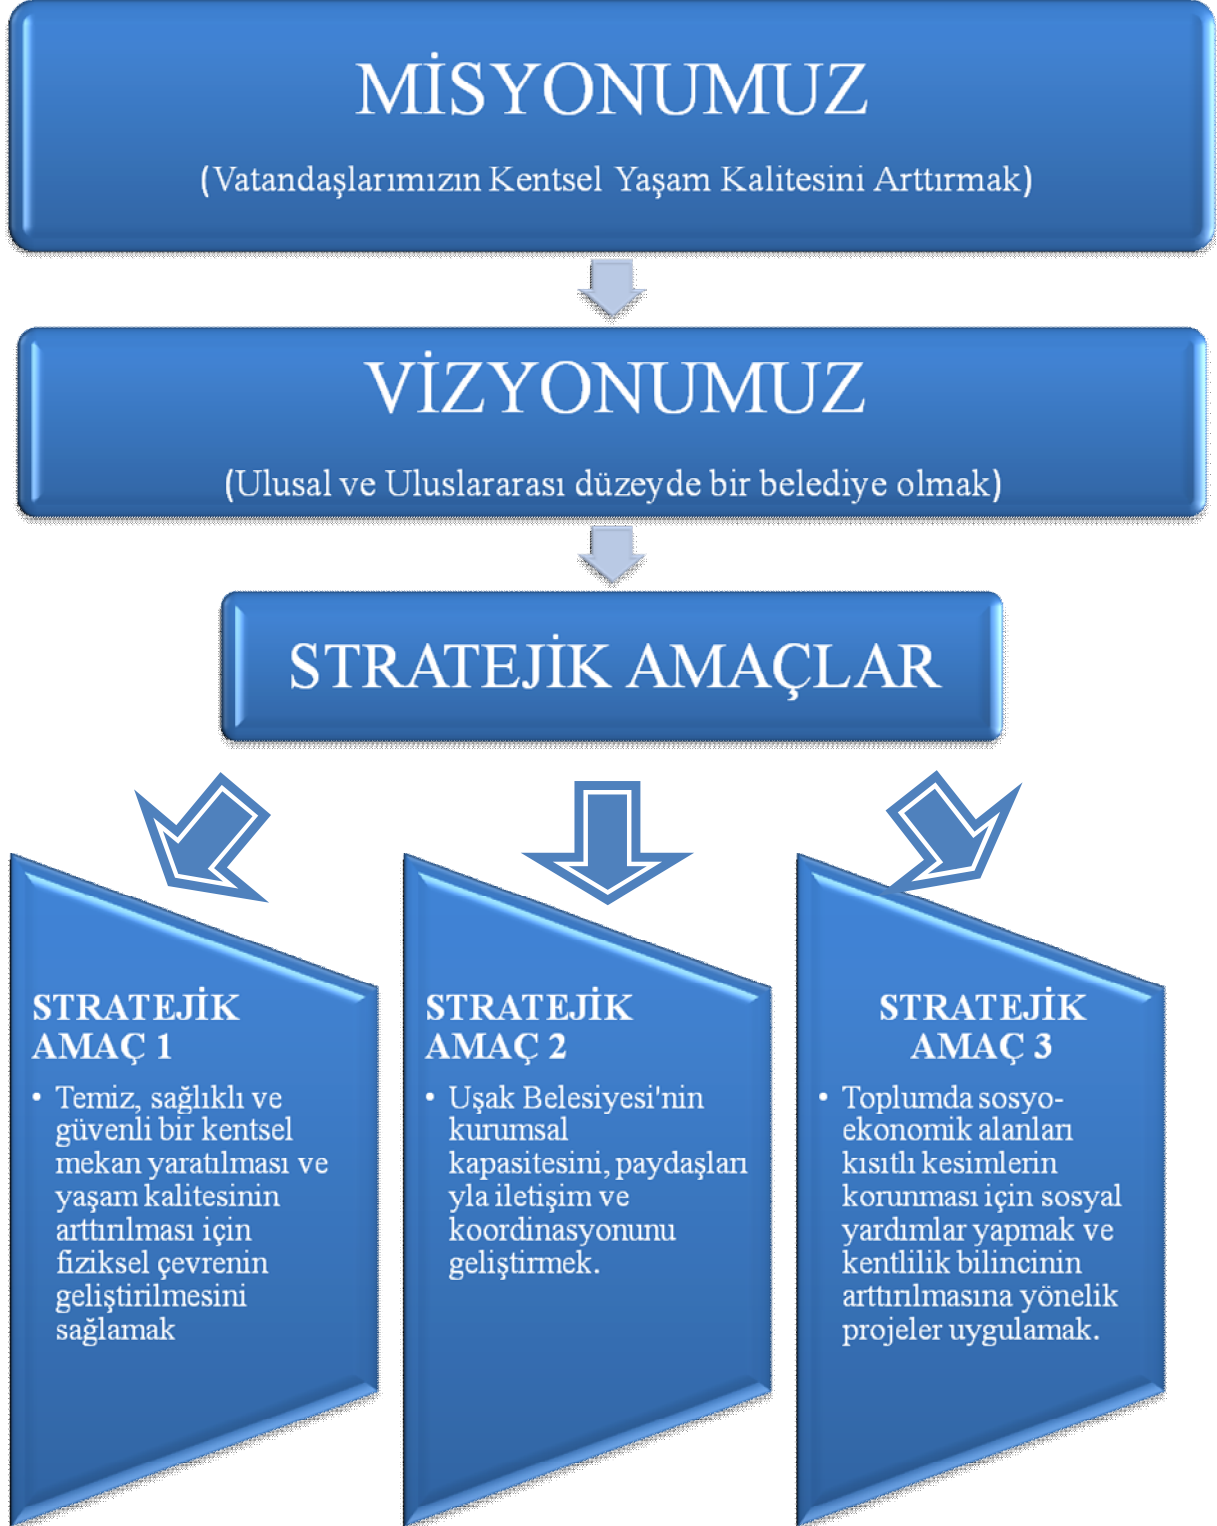 MİSYONUMUZ
(Vatandaşlarımızın Kentsel Yaşam Kalitesini Arttırmak)
VİZYONUMUZ
(Ulusal ve Uluslararası düzeyde bir belediye olmak)
STRATEJİK AMAÇLAR
STRATEJİK
AMAÇ 1
• Temiz, sağlıklı ve
güvenli bir kentsel
mekan yaratılması ve
yaşam kalitesinin
arttırılması için
fiziksel çevrenin
geliştirilmesini
sağlamak
STRATEJİK
AMAÇ 2
• Uşak Belesiyesi'nin
kurumsal
kapasitesini, paydaşları
yla iletişim ve
koordinasyonunu
geliştirmek.
STRATEJİK
AMAÇ 3
• Toplumda sosyo-
ekonomik alanları
kısıtlı kesimlerin
korunması için sosyal
yardımlar yapmak ve
kentlilik bilincinin
arttırılmasına yönelik
projeler uygulamak.